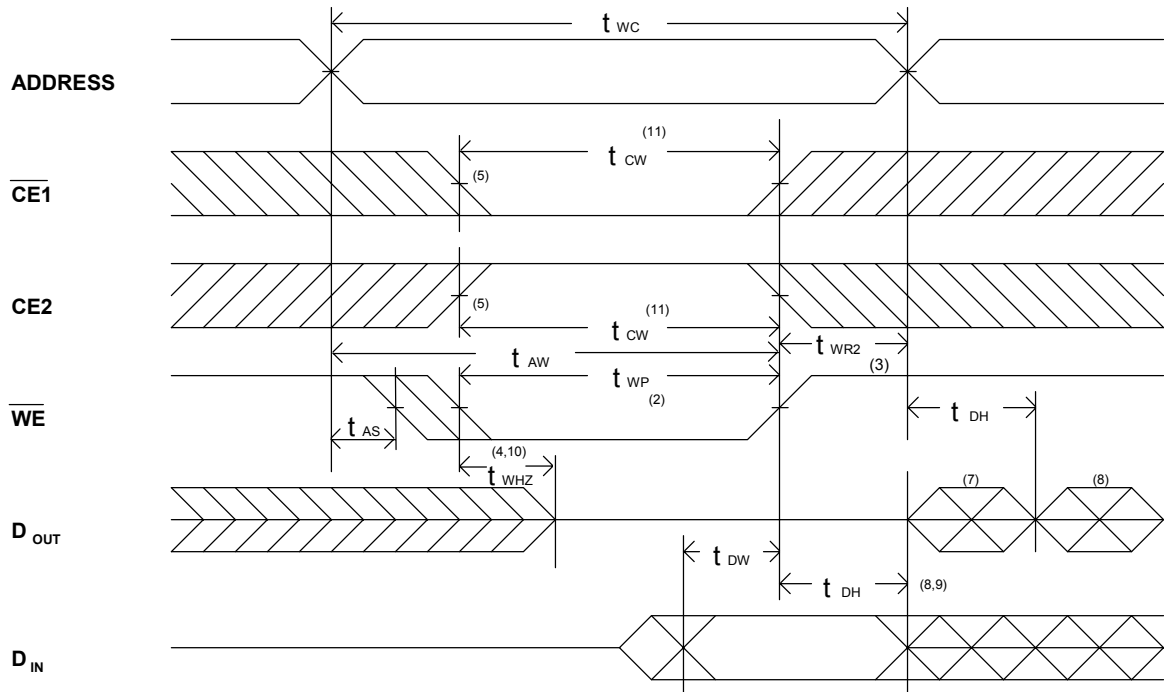 t WC
ADDRESS
(11)
t CW
CE1
(5)
CE2
(5)
(11)
t CW
t WR2
t AW
t WP
(3)
(2)
WE
t AS
t DH
(4,10)
t WHZ
(7)
(8)
D OUT
t DW
t DH
(8,9)
D IN